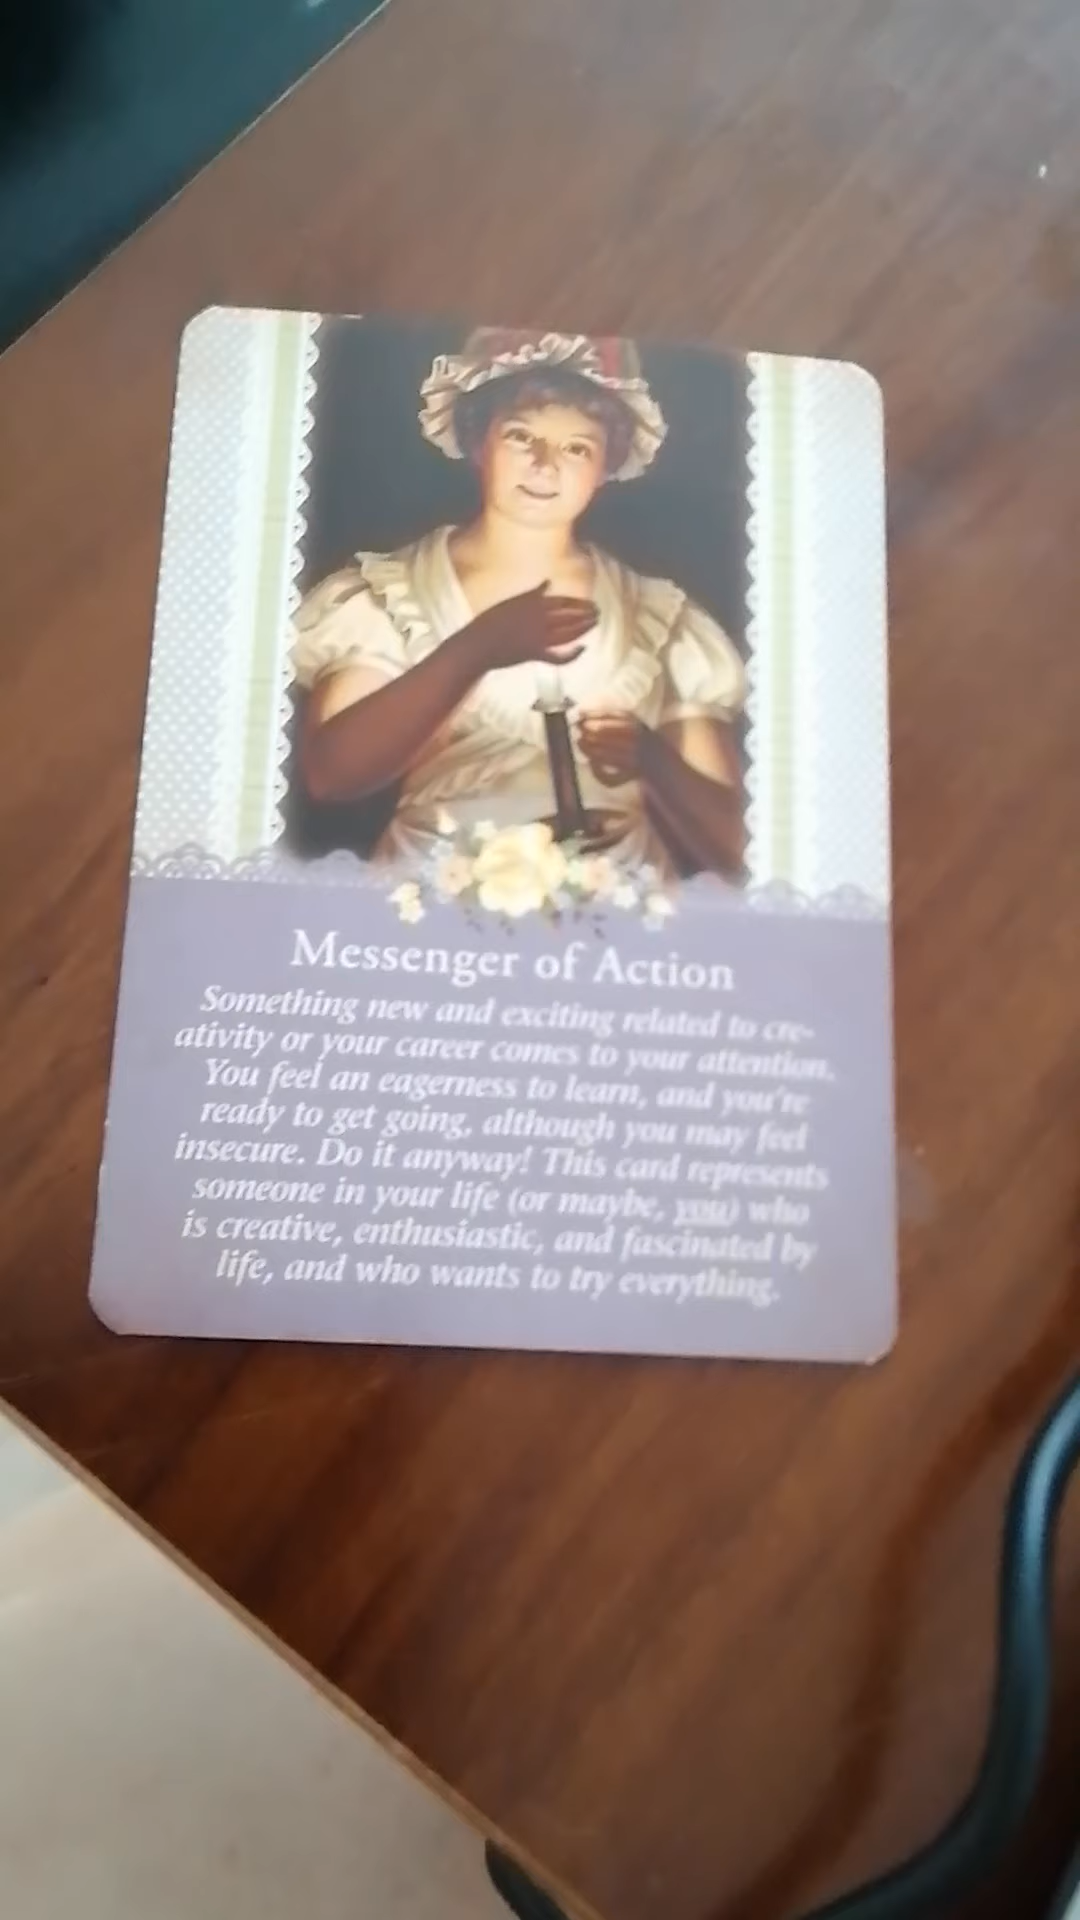 Messenger of Action
Something new and exciting related to cre-
ativity or your career comes to your attention.
You feel an eagerness to learn, and you're
ready to get going, although you may feel
insecure. Do it anyway! This card represents
someone in your life (or maybe, you) who
is creative, enthusiastic, and fascinated by
life, and who wants to try everything.